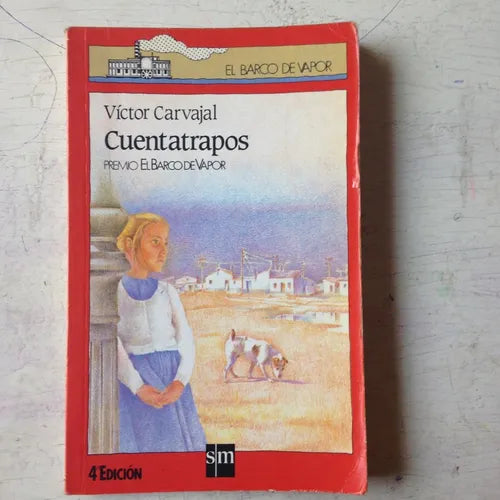 EL BARCO DE VAPOR
Víctor Carvajal
Cuentatrapos
PREMIO EL BARCO DE VAPOR
4 EDICIÓN
sm